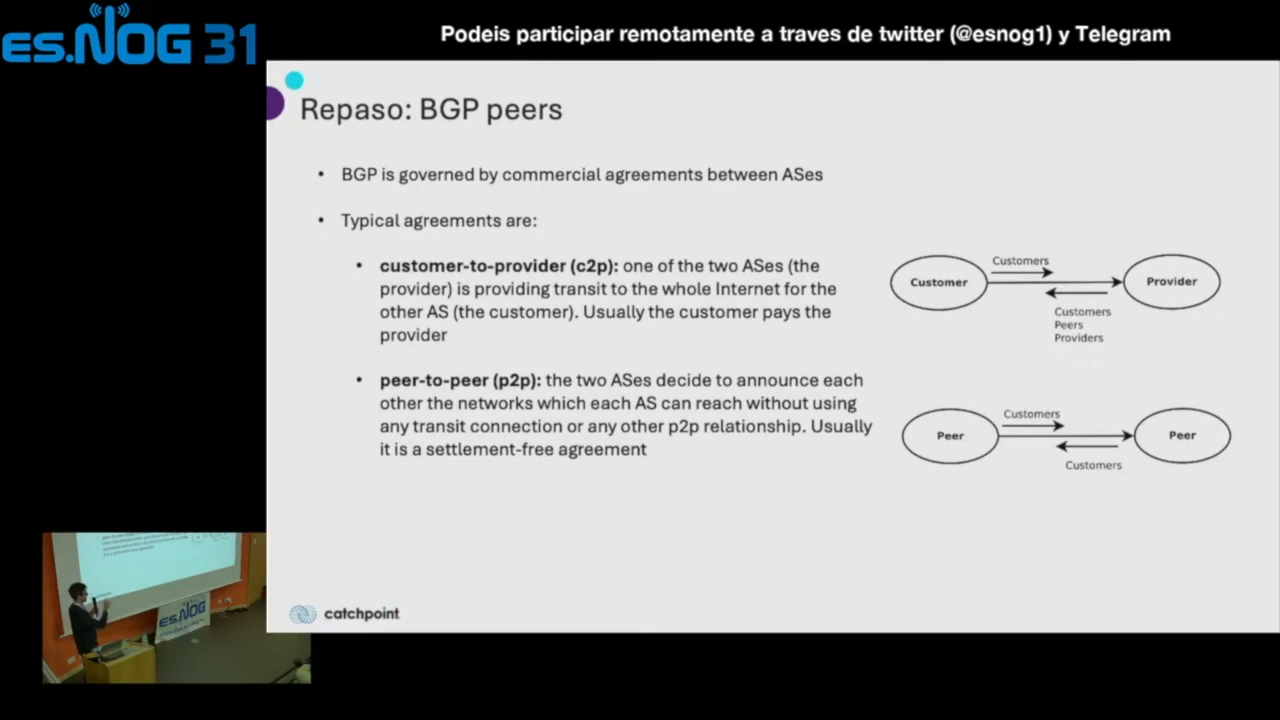 es.NOG 31
Podeis participar remotamente a traves de twitter (@esnog1) y Telegram
Repaso: BGP peers
• BGP is governed by commercial agreements between ASes
• Typical agreements are:
• customer-to-provider (c2p): one of the two ASes (the
provider) is providing transit to the whole Internet for the
other AS (the customer). Usually the customer pays the
provider
Customers
Customer
Provider
Customers
Peers
Providers
• peer-to-peer (p2p): the two ASes decide to announce each
other the networks which each AS can reach without using
any transit connection or any other p2p relationship. Usually
it is a settlement-free agreement
Customers
Peer
Peer
Customers
catchpoint
es.NOG